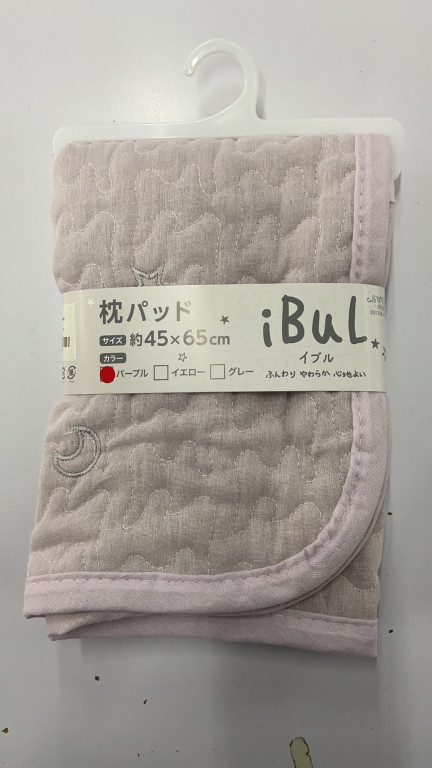 枕パッド
サイズ 約45×65cm
カラー
パープル イエロー グレー
iBuL
イブル
ふんわり やわらか 心地よい